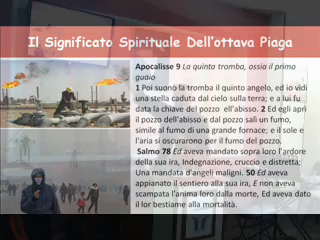 Il Significato Spirituale Dell'ottava Piaga
Apocalisse 9 La quinta tromba, ossia il primo
guaio
1 Poi suonò la tromba il quinto angelo, ed io vidi
una stella caduta dal cielo sulla terra; e a lui fu
data la chiave del pozzo ell'abisso. 2 Ed egli aprì
il pozzo dell'abisso e dal pozzo salì un fumo,
simile al fumo di una grande fornace; e il sole e
l'aria si oscurarono per il fumo del pozzo.
Salmo 78 Ed aveva mandato sopra loro l'ardore
della sua ira, Indegnazione, cruccio e distretta;
Una mandata d'angeli maligni. 50 Ed aveva
appianato il sentiero alla sua ira, E non aveva
scampata l'anima loro dalla morte, Ed aveva dato
il lor bestiame alla mortalità.